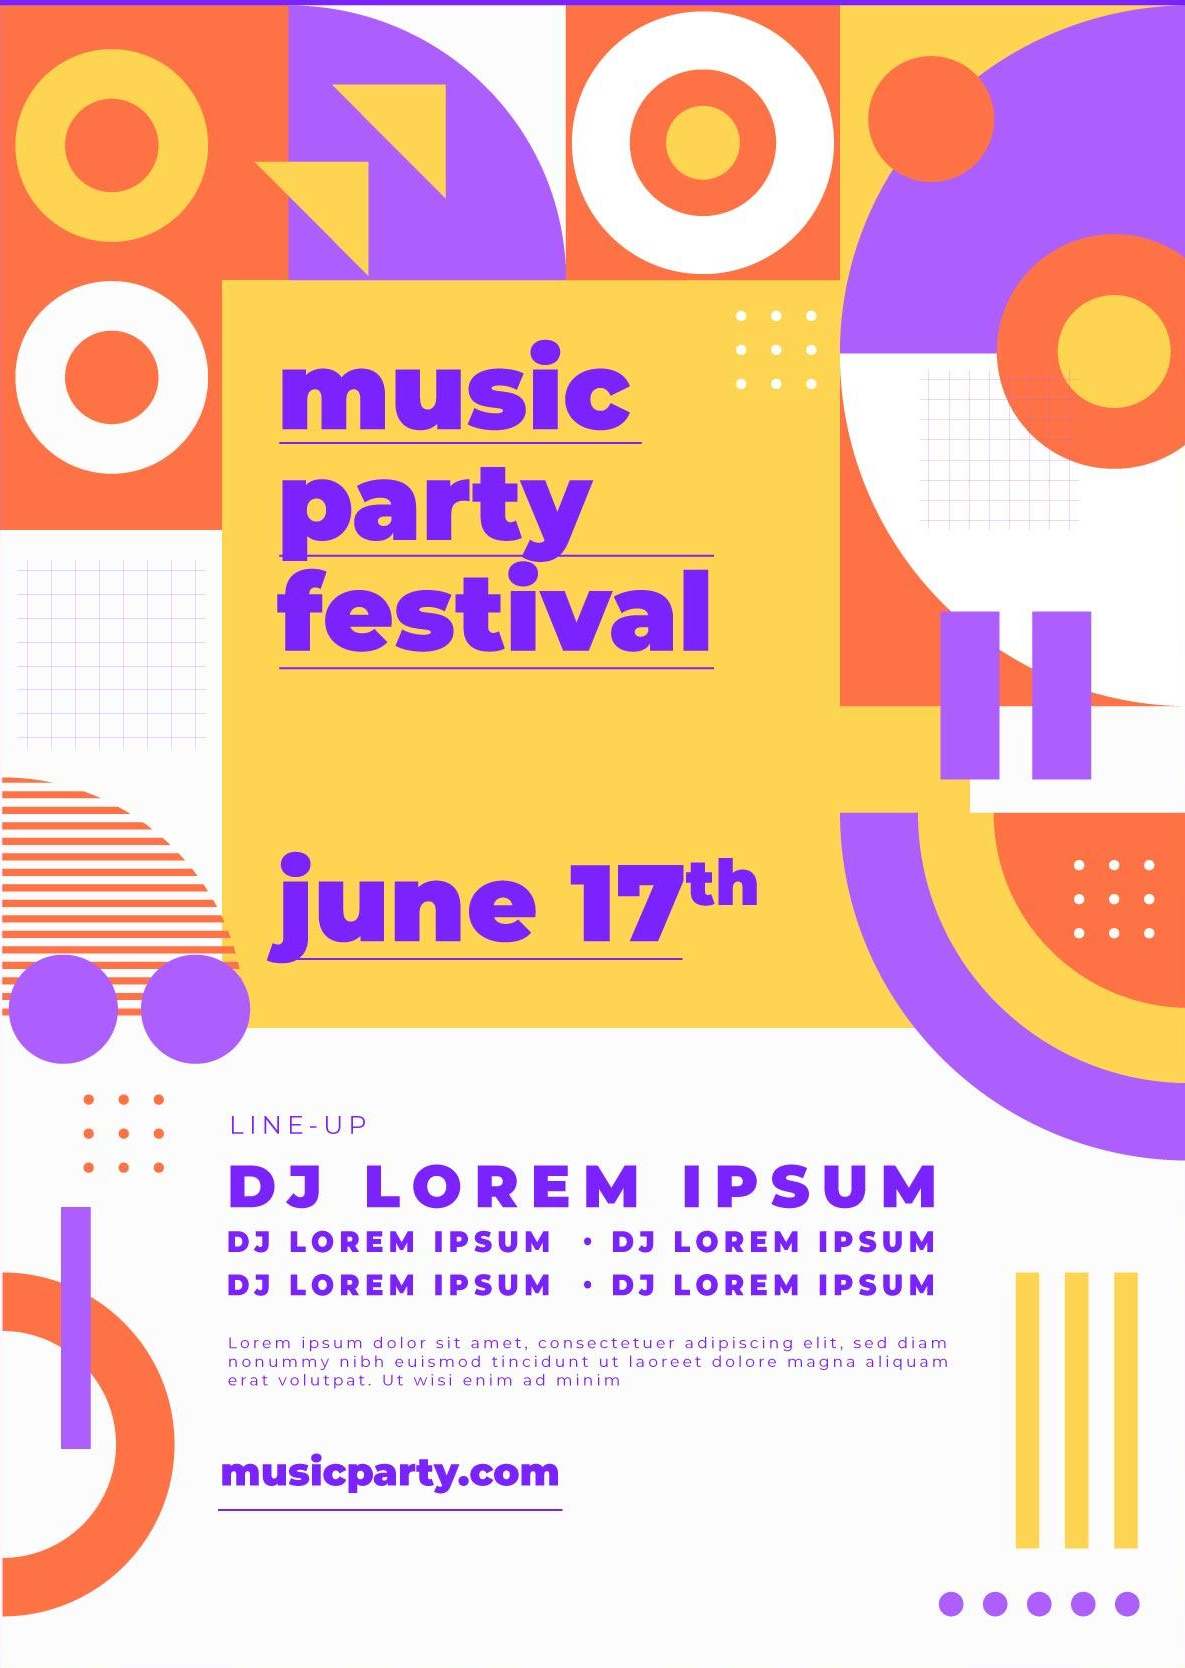 music
party
festival
june 17th
LINE-UP
DJ LOREM IPSUM
DJ LOREM IPSUM • DJ LOREM IPSUM
DJ LOREM IPSUM • DJ LOREM IPSUM
Lorem ipsum dolor sit amet, consectetuer adipiscing elit, sed diam
nonummy nibh euismod tincidunt ut laoreet dolore magna aliquam
erat volutpat. Ut wisi enim ad minim
musicparty.com